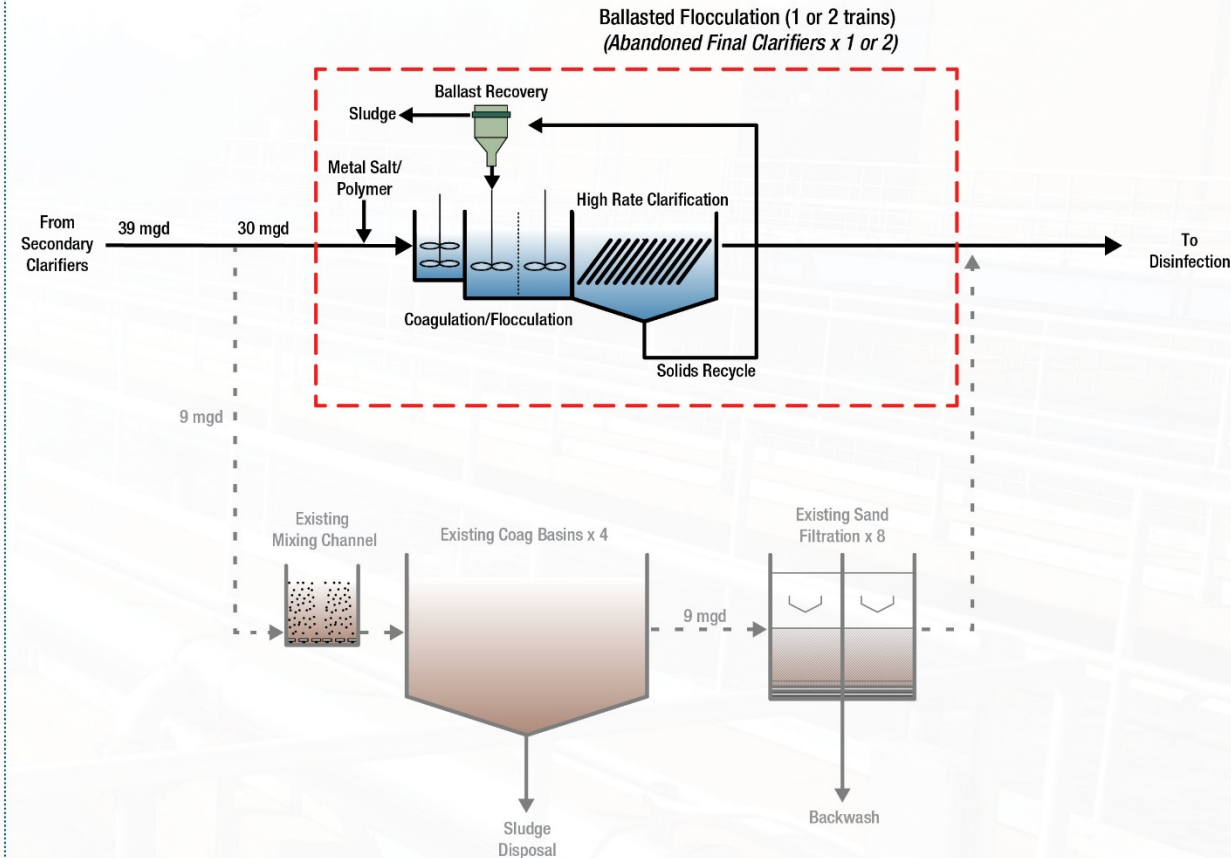 Ballasted Flocculation (1 or 2 trains)
(Abandoned Final Clarifiers x 1 or 2)
Ballast Recovery
Sludge
Metal Salt/
Polymer
High Rate Clarification
From
Secondary
Clarifiers
39 mgd
30 mgd
To
Disinfection
Coagulation/Flocculation
Solids Recycle
9 mgd
Existing
Mixing Channel
Existing Coag Basins x 4
Existing Sand
Filtration x 8
9 mgd
Sludge
Disposal
Backwash